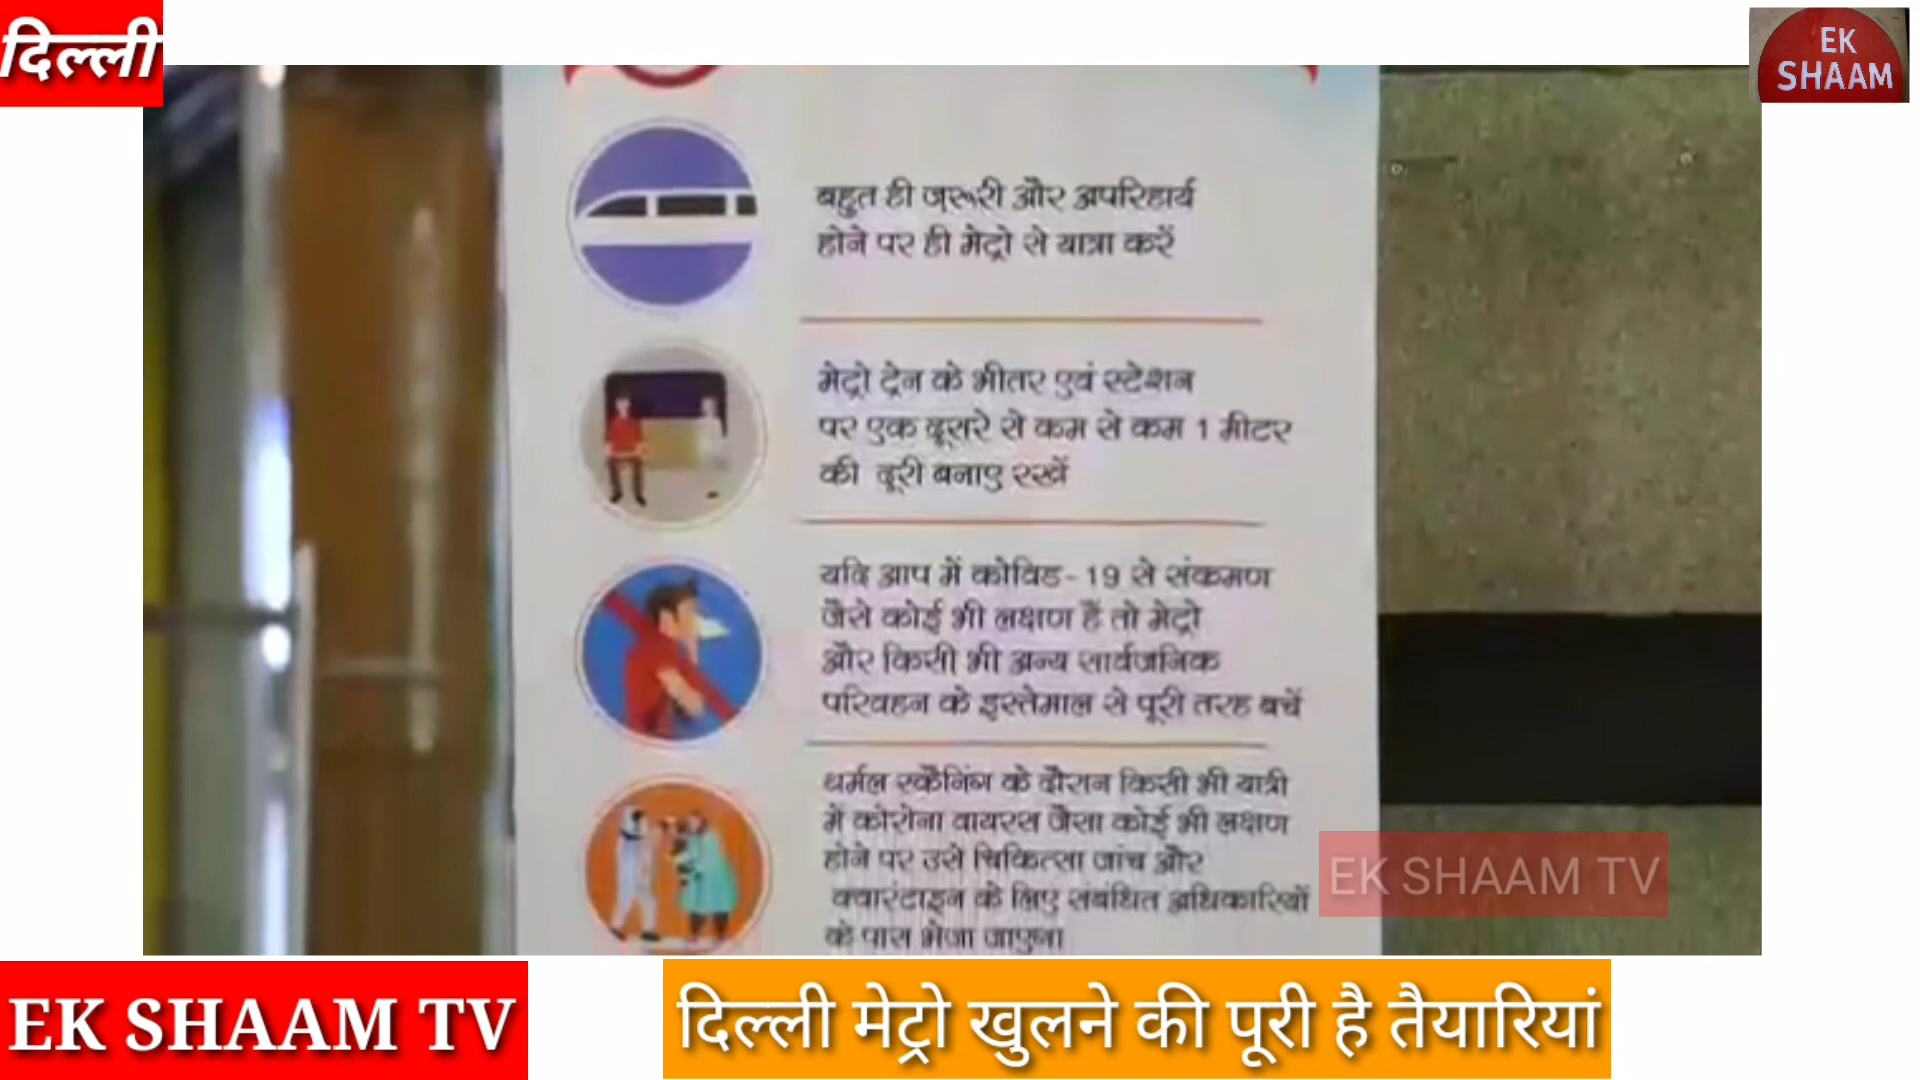 दिल्ली
EK
SHAAM
बहुत ही ज़रूरी और अपरिहार्य
होने पर ही मेट्रो से यात्रा करें
मेट्रो ट्रेन के भीतर एवं स्टेशन
पर एक दूसरे से कम से कम 1 मीटर
की दूरी बनाए रखें
यदि आप में कोविड- 19 से संकमण
जैसे कोई भी लक्षण हैं तो मेट्रो
और किसी भी अन्य सार्वजनिक
परिवहन के इस्तेमाल से पूरी तरह बचें
थर्मल स्कैनिंग के दौरान किसी भी यात्री
में कोरोना वायरस जैसा कोई भी लक्षण
होने पर उसे चिकित्सा जांच और
क्वारंटाइन के लिए संबंधित अधिकारियों
के पास भेजा जाएगा
EK SHAAM TV
EK SHAAM TV
दिल्ली मेट्रो खुलने की पूरी है तैयारियां